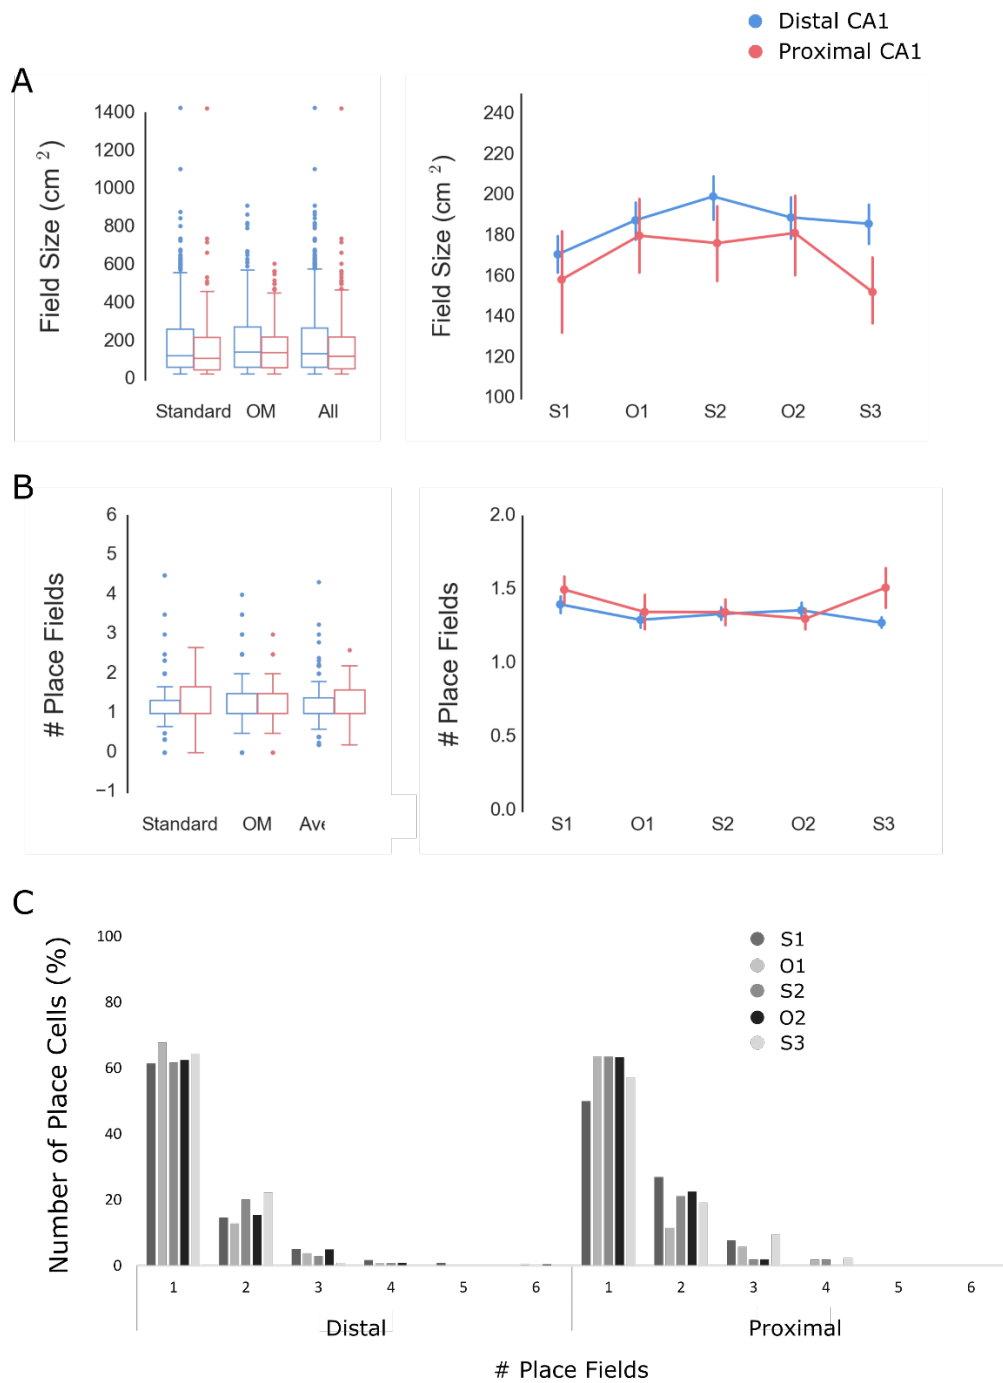 Distal CA1
Proximal CA1
A
Field Size (cm ²)
1400
1200
1000
800
600
400
200
0
Standard OM All
Field Size (cm ²)
240
220
200
180
160
140
120
100
S1 O1 S2 O2 S3
B
# Place Fields
6
5
4
3
2
1
0
−1
Standard OM Ave
# Place Fields
2.0
1.5
1.0
0.5
0.0
S1 O1 S2 O2 S3
C
Number of Place Cells (%)
100
80
60
40
20
0
S1
O1
S2
O2
S3
1 2 3 4 5 6 1 2 3 4 5 6
Distal Proximal
# Place Fields